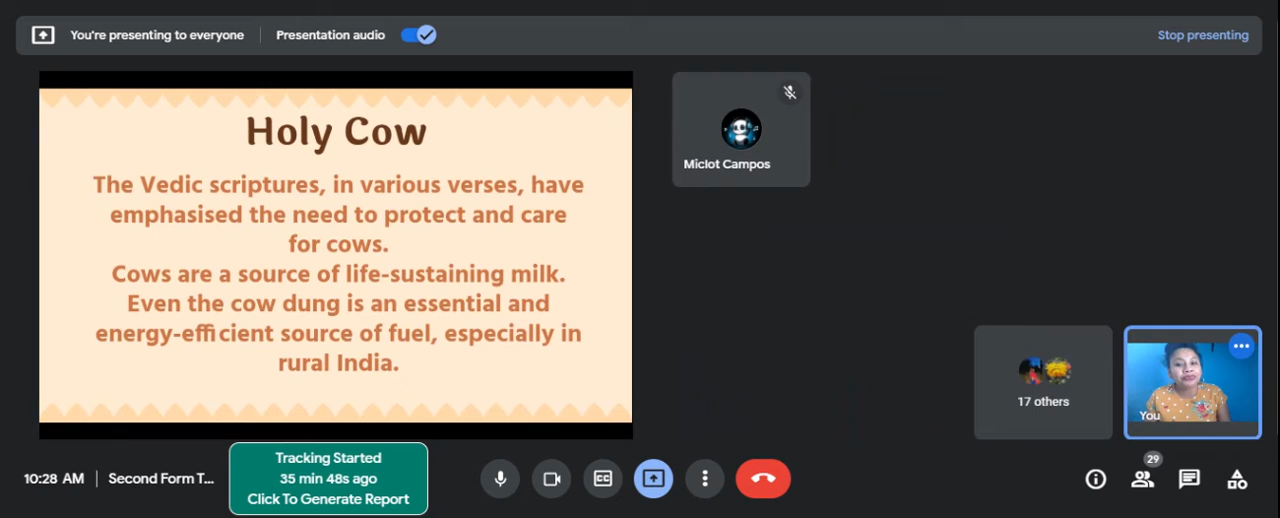 You're presenting to everyone
Presentation audio
Stop presenting
Holy Cow
The Vedic scriptures, in various verses, have
emphasised the need to protect and care
for cows.
Cows are a source of life-sustaining milk.
Even the cow dung is an essential and
energy-efficient source of fuel, especially in
rural India.
Miclot Campos
17 others
You
10:28 AM
Second Form T...
Tracking Started
35 min 48s ago
Click To Generate Report
CC
29